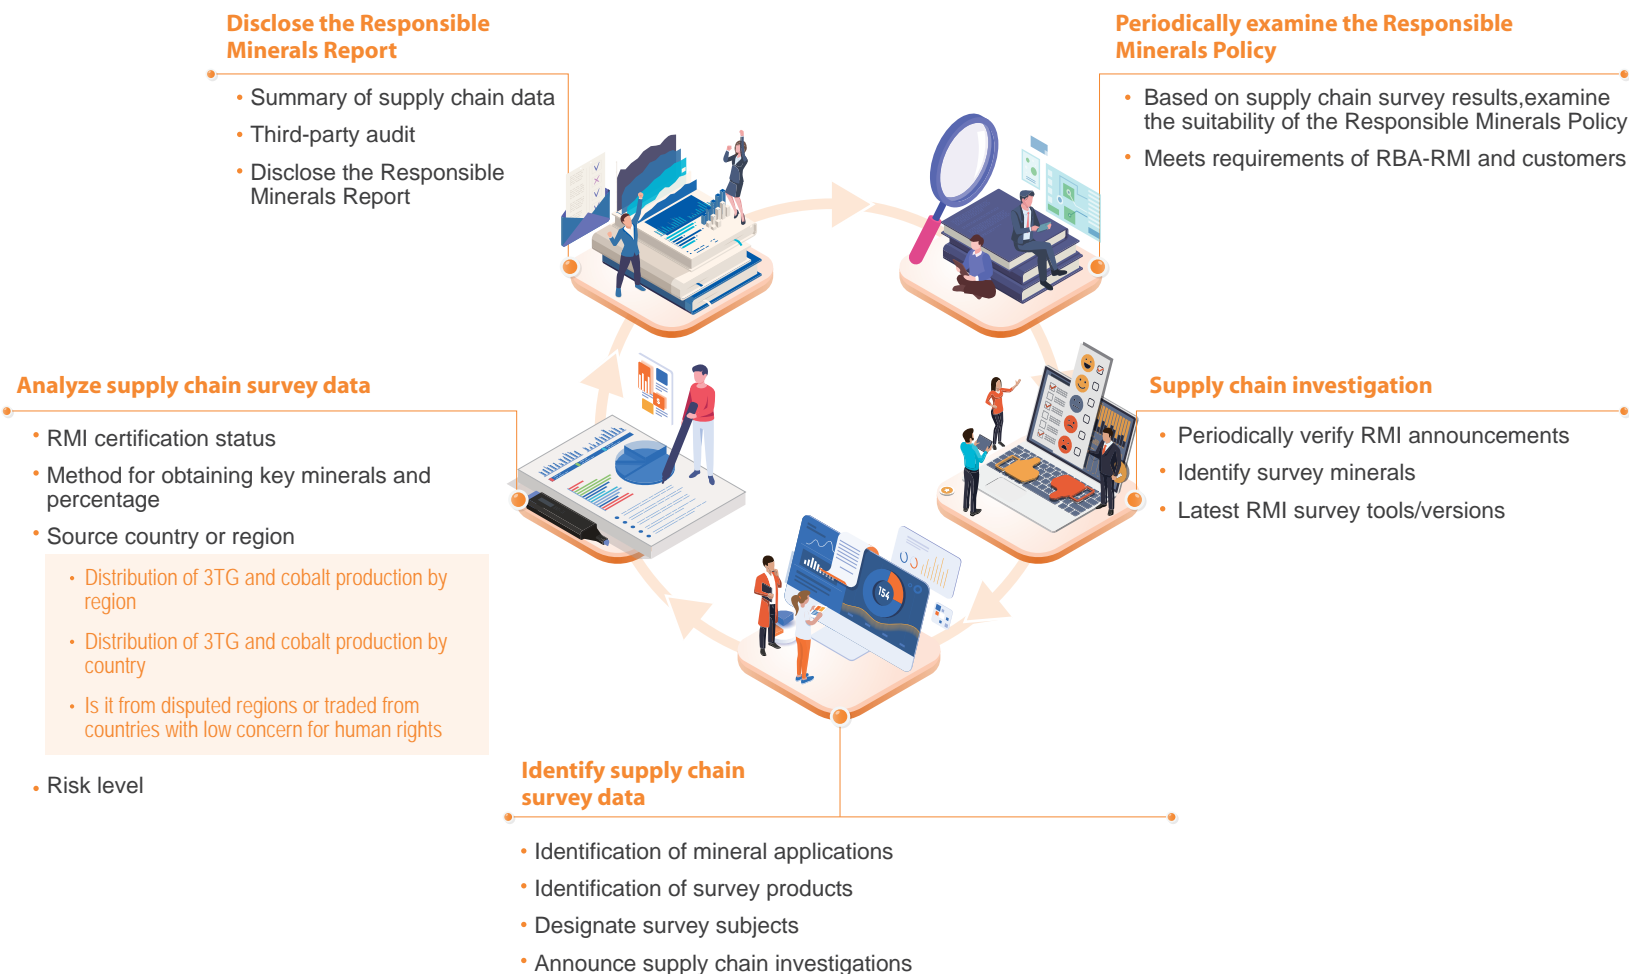 Disclose the Responsible
Minerals Report
• Summary of supply chain data
• Third-party audit
• Disclose the Responsible
Minerals Report
Periodically examine the Responsible
Minerals Policy
• Based on supply chain survey results,examine
the suitability of the Responsible Minerals Policy
• Meets requirements of RBA-RMI and customers
Analyze supply chain survey data
• RMI certification status
• Method for obtaining key minerals and
percentage
• Source country or region
• Distribution of 3TG and cobalt production by
region
• Distribution of 3TG and cobalt production by
country
• Is it from disputed regions or traded from
countries with low concern for human rights
• Risk level
Supply chain investigation
• Periodically verify RMI announcements
• Identify survey minerals
• Latest RMI survey tools/versions
154
Identify supply chain
survey data
• Identification of mineral applications
• Identification of survey products
• Designate survey subjects
• Announce supply chain investigations